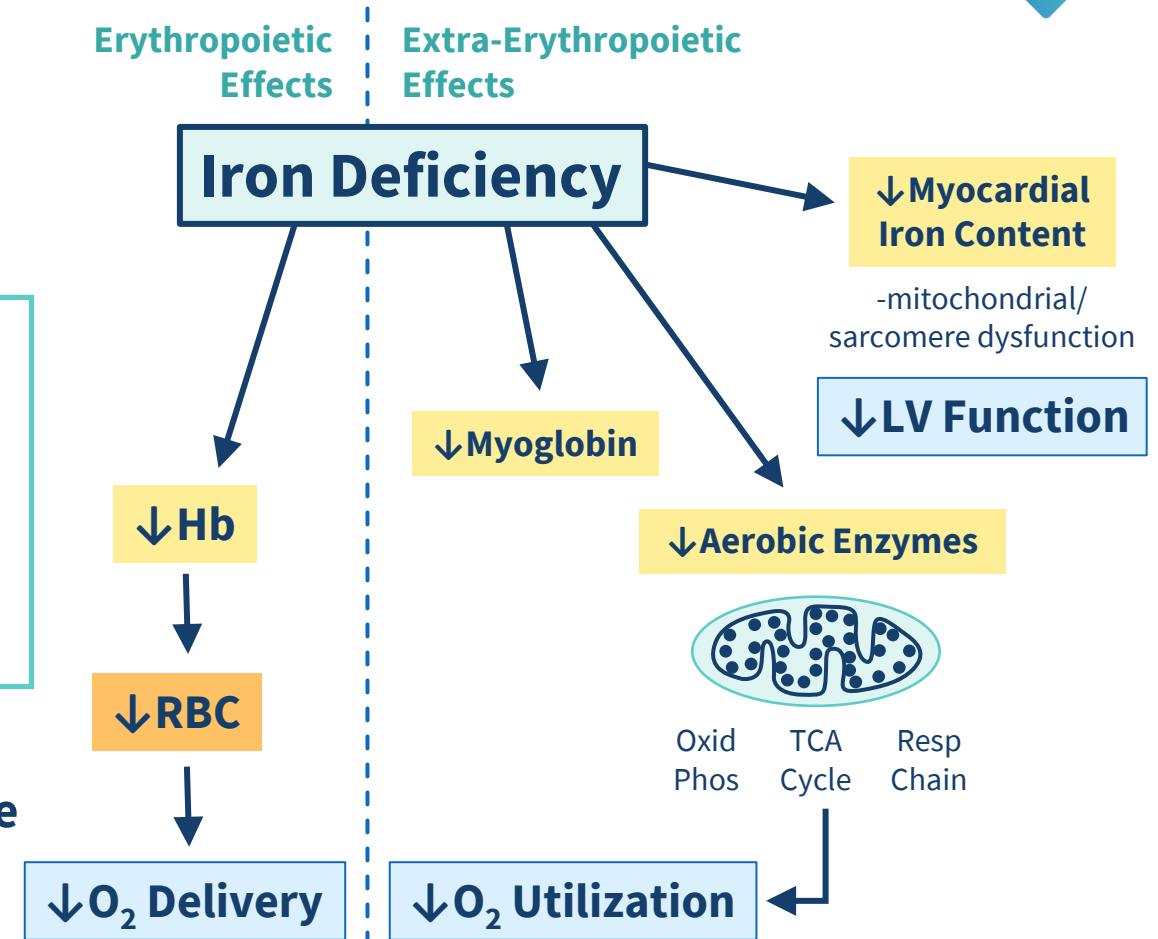 Erythropoietic
Effects
Extra-Erythropoietic
Effects
Iron Deficiency
↓Myocardial
Iron Content
-mitochondrial/
sarcomere dysfunction
↓LV Function
↓Myoglobin
↓Hb
↓Aerobic Enzymes
↓RBC
Oxid
Phos
TCA
Cycle
Resp
Chain
e
↓O₂ Delivery
↓O₂ Utilization